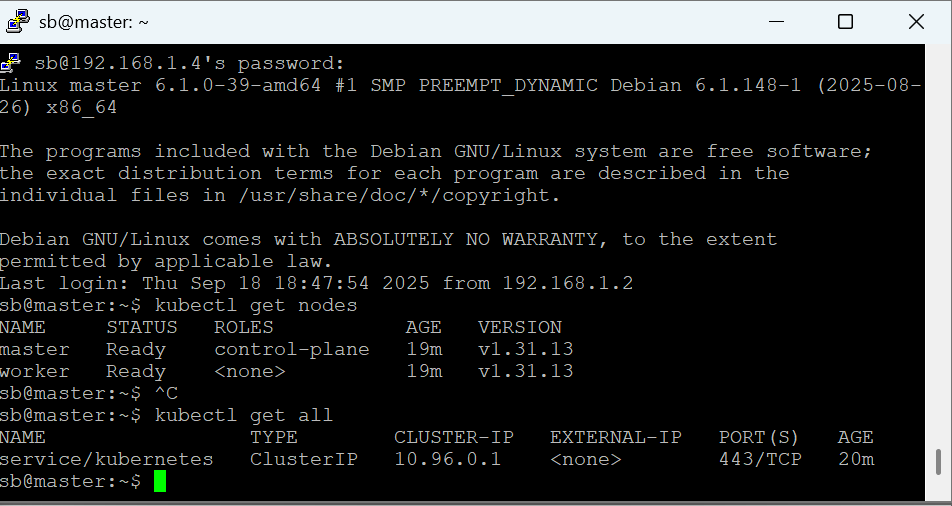 sb@master: ~
sb@192.168.1.4's password:
Linux master 6.1.0-39-amd64 #1 SMP PREEMPT_DYNAMIC Debian 6.1.148-1 (2025-08-
26) x86_64
The programs included with the Debian GNU/Linux system are free software;
the exact distribution terms for each program are described in the
individual files in /usr/share/doc/*/copyright.
Debian GNU/Linux comes with ABSOLUTELY NO WARRANTY, to the extent
permitted by applicable law.
Last login: Thu Sep 18 18:47:54 2025 from 192.168.1.2
sb@master:~$ kubectl get nodes
NAME     STATUS   ROLES           AGE   VERSION
master   Ready    control-plane   19m   v1.31.13
worker   Ready    <none>          19m   v1.31.13
sb@master:~$ ^C
sb@master:~$ kubectl get all
NAME                 TYPE        CLUSTER-IP   EXTERNAL-IP   PORT(S)   AGE
service/kubernetes   ClusterIP   10.96.0.1    <none>        443/TCP   20m
sb@master:~$